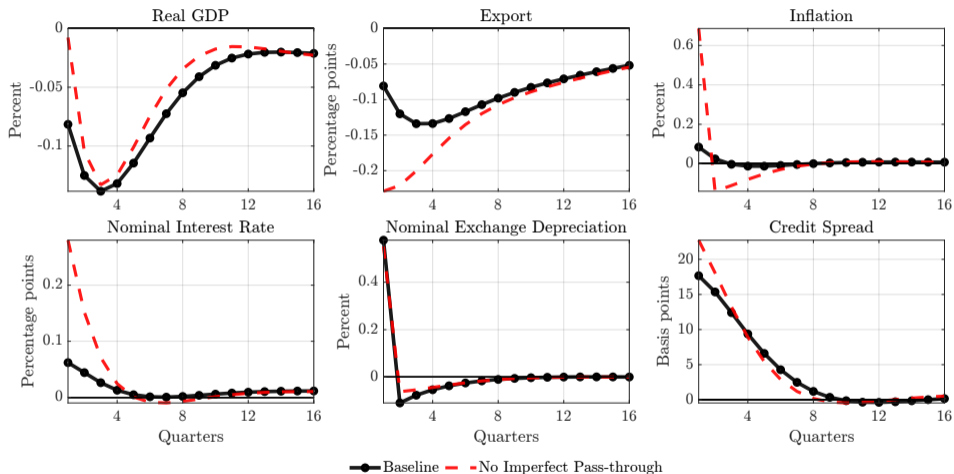 Real GDP
Percent
0
-0.05
-0.1
4
8
12
16
Export
Percentage points
0
-0.05
-0.1
-0.15
-0.2
4
8
12
16
Inflation
Percent
0.6
0.4
0.2
0
4
8
12
16
Nominal Interest Rate
Percentage points
0.2
0.1
0
4
8
12
16
Quarters
Nominal Exchange Depreciation
Percent
0.4
0.2
0
4
8
12
16
Quarters
Credit Spread
Basis points
20
15
10
5
0
4
8
12
16
Quarters
Baseline No Imperfect Pass-through